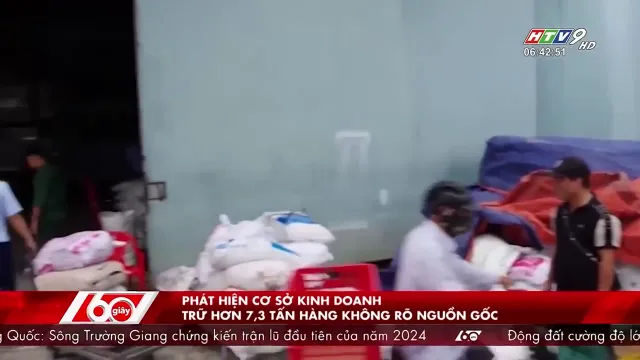 HTV9 HD
06:42:51
60 giây
PHÁT HIỆN CƠ SỞ KINH DOANH
TRỮ HƠN 7,3 TẤN HÀNG KHÔNG RÕ NGUỒN GỐC
g Quốc: Sông Trường Giang chứng kiến trận lũ đầu tiên của năm 2024 60 Động đất cường độ lớ